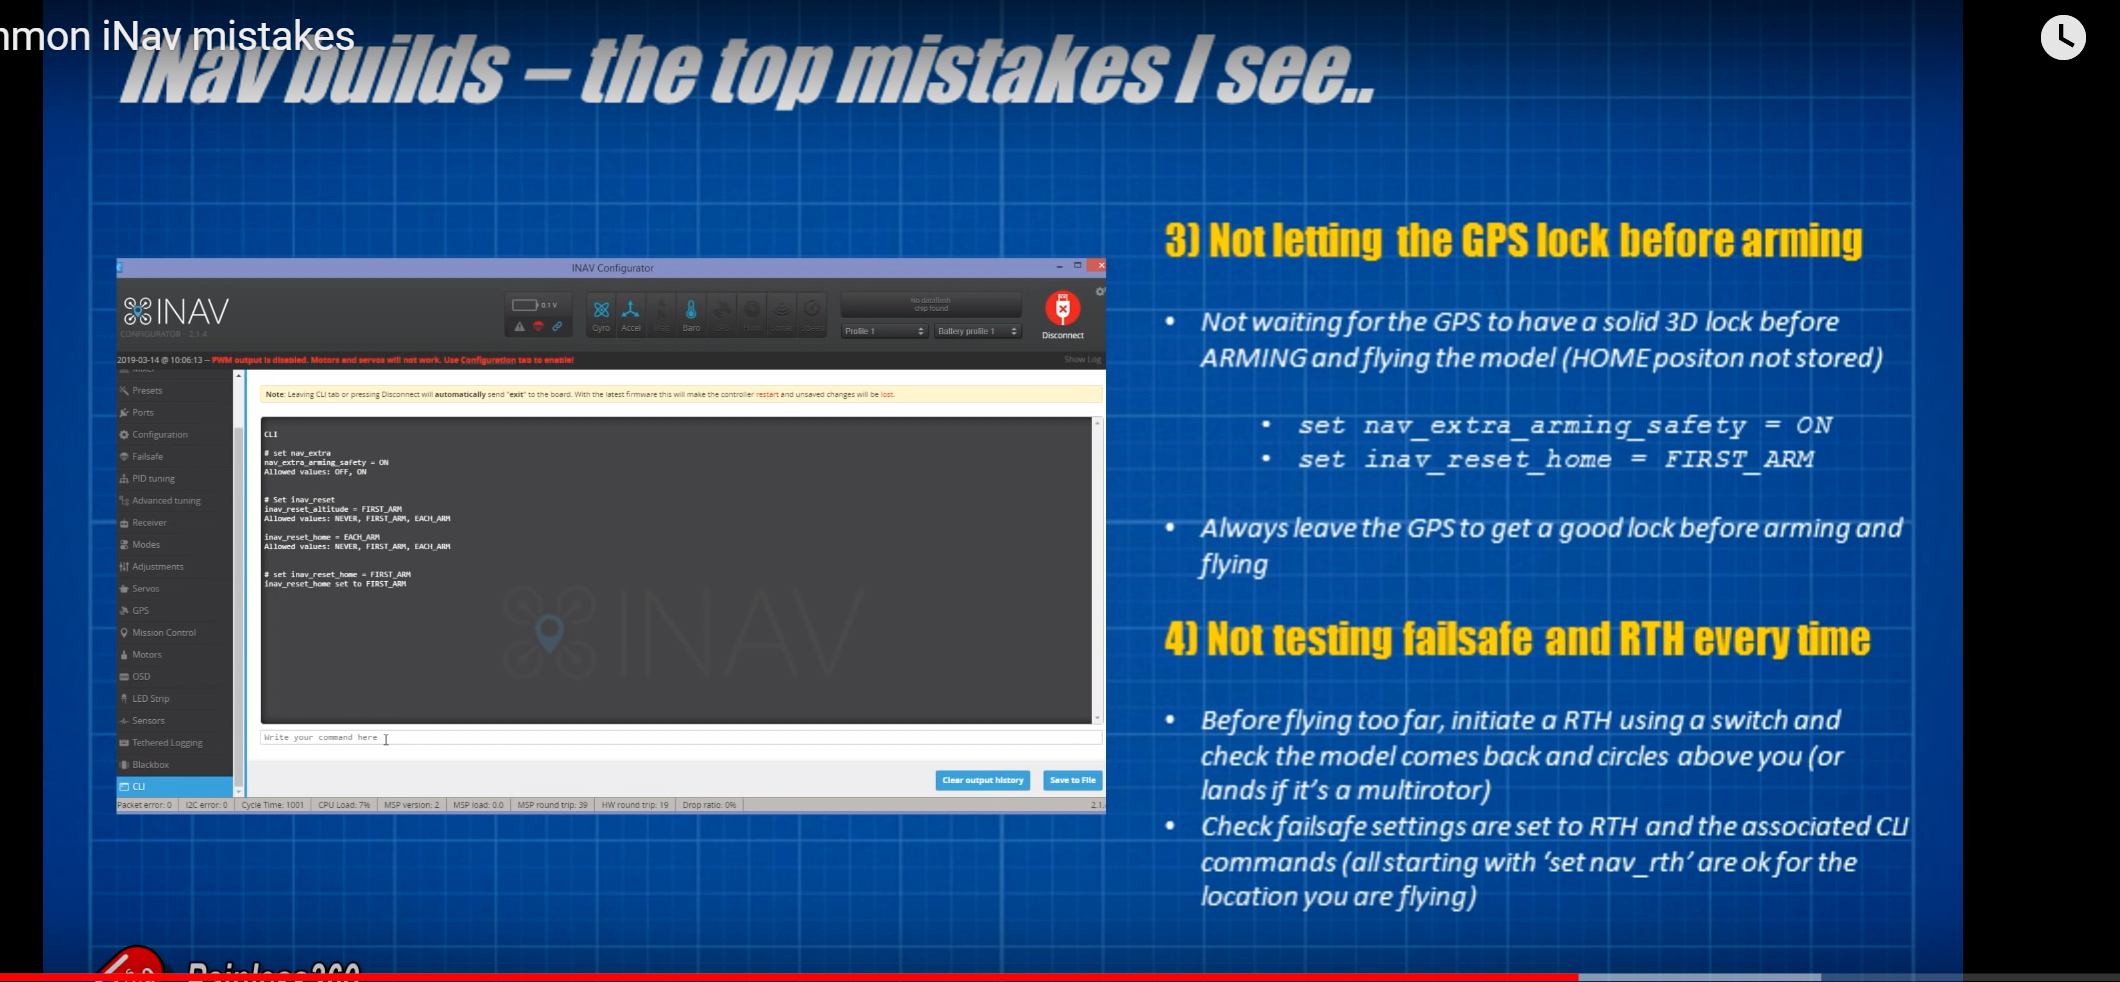 mmon iNav mistakes
iNav builds – the top mistakes I see..
INAV Configurator
INAV
CONFIGURATOR 2.1.4
0.1 V
Gyro
Accel
Baro
No dataflash
chip found
Profile 1
Battery profile 1
Disconnect
2019-03-14 @ 10:06:13 -- PWM output is disabled. Motors and servos will not work. Use Configuration tab to enable!
Show Log
Mixer
Presets
Ports
Configuration
Failsafe
PID tuning
Advanced tuning
Receiver
Modes
Adjustments
Servos
GPS
Mission Control
Motors
OSD
LED Strip
Sensors
Tethered Logging
Blackbox
CLI
Note: Leaving CLI tab or pressing Disconnect will automatically send "exit" to the board. With the latest firmware this will make the controller restart and unsaved changes will be lost.
CLI
# set nav_extra
nav_extra_arming_safety = ON
Allowed values: OFF, ON
# Set inav_reset
inav_reset_altitude = FIRST_ARM
Allowed values: NEVER, FIRST_ARM, EACH_ARM
inav_reset_home = EACH_ARM
Allowed values: NEVER, FIRST_ARM, EACH_ARM
# set inav_reset_home = FIRST_ARM
inav_reset_home set to FIRST_ARM
INAV
Write your command here
Clear output history
Save to File
Packet error: 0
I2C error: 0
Cycle Time: 1001
CPU Load: 7%
MSP version: 2
MSP load: 0.0
MSP round trip: 39
HW round trip: 19
Drop ratio: 0%
2.1.
3) Not letting the GPS lock before arming
• Not waiting for the GPS to have a solid 3D lock before
ARMING and flying the model (HOME positon not stored)
• set nav_extra_arming_safety = ON
• set inav_reset_home = FIRST_ARM
• Always leave the GPS to get a good lock before arming and
flying
4) Not testing failsafe and RTH every time
• Before flying too far, initiate a RTH using a switch and
check the model comes back and circles above you (or
lands if it's a multirotor)
• Check failsafe settings are set to RTH and the associated CLI
commands (all starting with 'set nav_rth' are ok for the
location you are flying)
Painless360